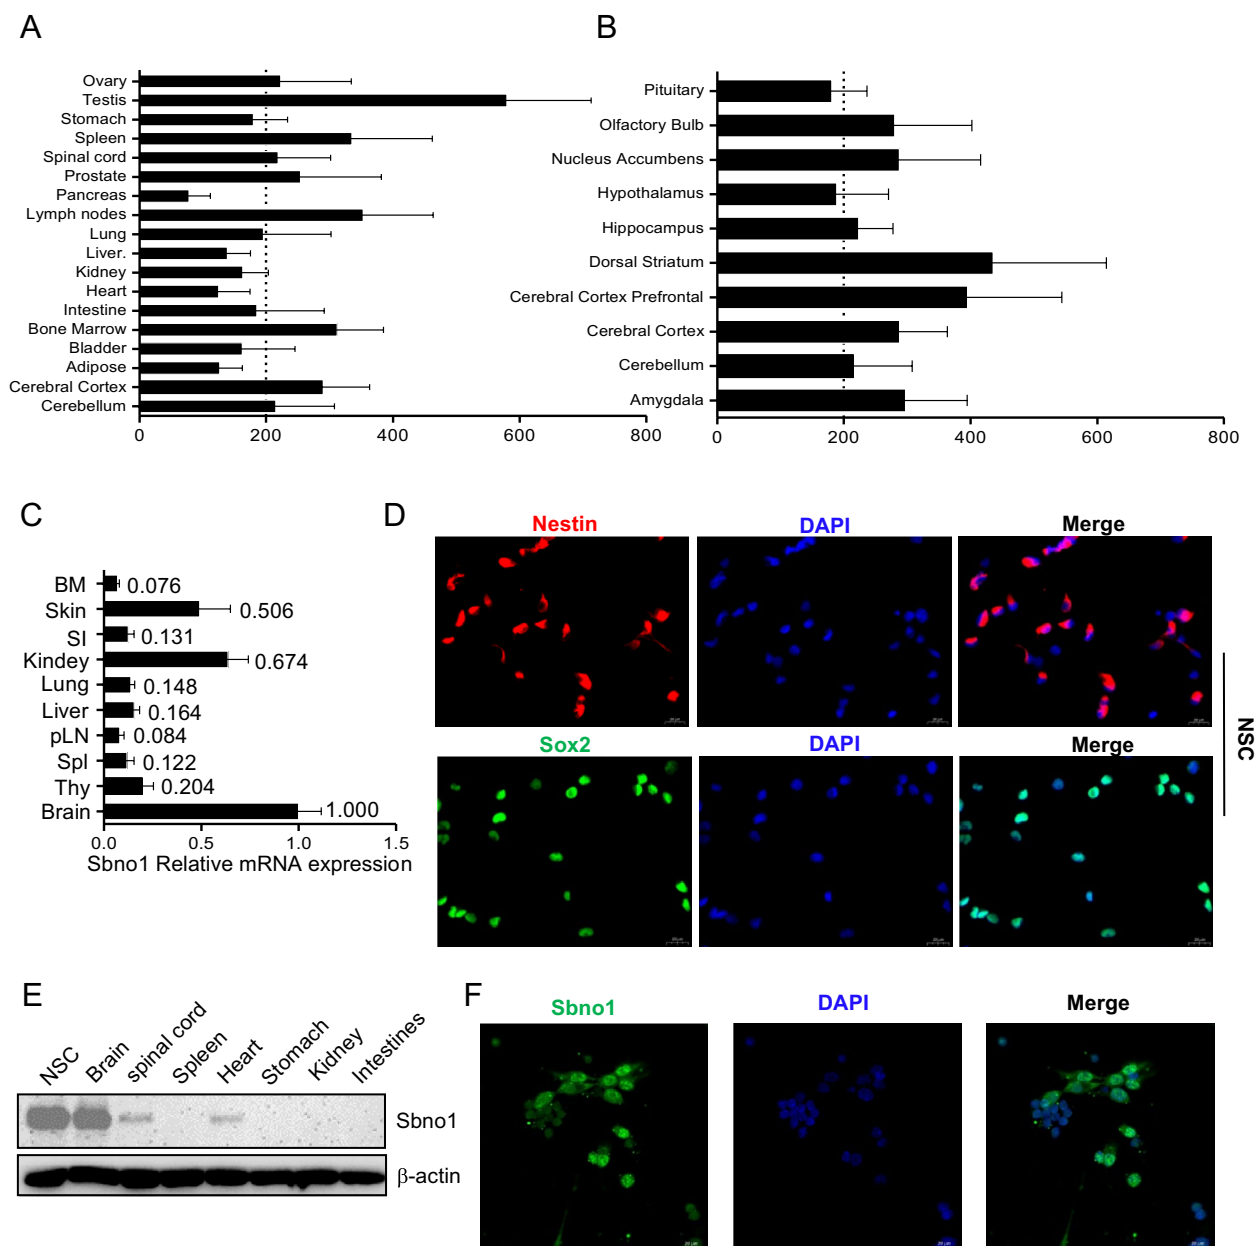 A
Ovary
Testis
Stomach
Spleen
Spinal cord
Prostate
Pancreas
Lymph nodes
Lung
Liver.
Kidney
Heart
Intestine
Bone Marrow
Bladder
Adipose
Cerebral Cortex
Cerebellum
0 200 400 600
B
Pituitary
Olfactory Bulb
Nucleus Accumbens
Hypothalamus
Hippocampus
Dorsal Striatum
Cerebral Cortex Prefrontal
Cerebral Cortex
Cerebellum
Amygdala
0 200 400 600 800
C
BM 0.076
Skin 0.506
SI 0.131
Kindey 0.674
Lung 0.148
Liver 0.164
pLN 0.084
Spl 0.122
Thy 0.204
Brain 1.000
0.0 0.5 1.0 1.5
Sbno1 Relative mRNA expression
D
Nestin DAPI Merge
Sox2 DAPI Merge
NSC
E
NSC Brain spinal cord Spleen Heart Stomach Kidney Intestines
Sbno1
β-actin
F
Sbno1 DAPI Merge